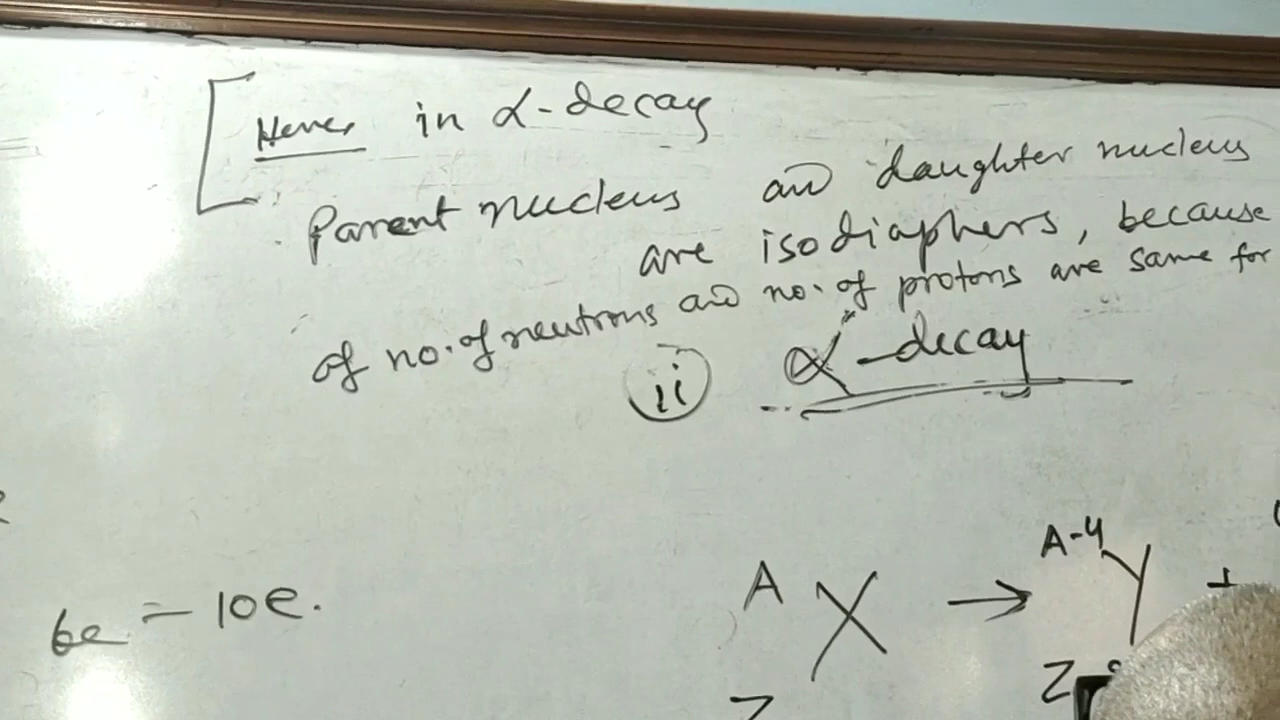 Hence, in α-decay
Parent nucleus and daughter nucleus
are isodiaphers, because
of no. of neutrons and no. of protons are same for
ii α-decay
6e = 10e.
A X → A-4 Y +
Z Z